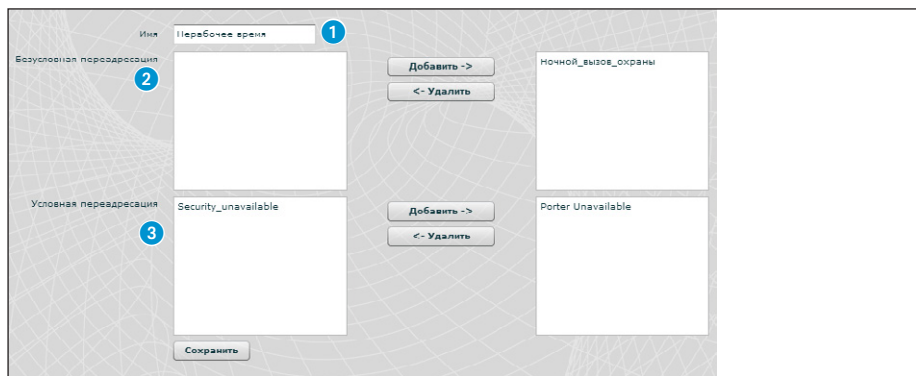 Имя Нерабочее время 1
Безусловная переадресация
2
Добавить ->
<- Удалить
Ночной_вызов_охраны
Условная переадресация
3
Security_unavailable
Добавить ->
<- Удалить
Porter Unavailable
Сохранить